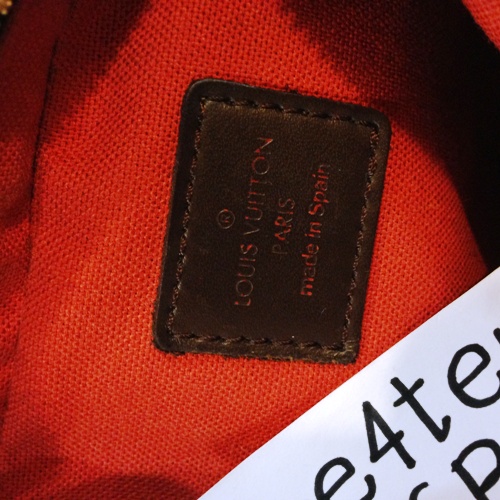 ®
LOUIS VUITTON
PARIS
made in Spain
e4te